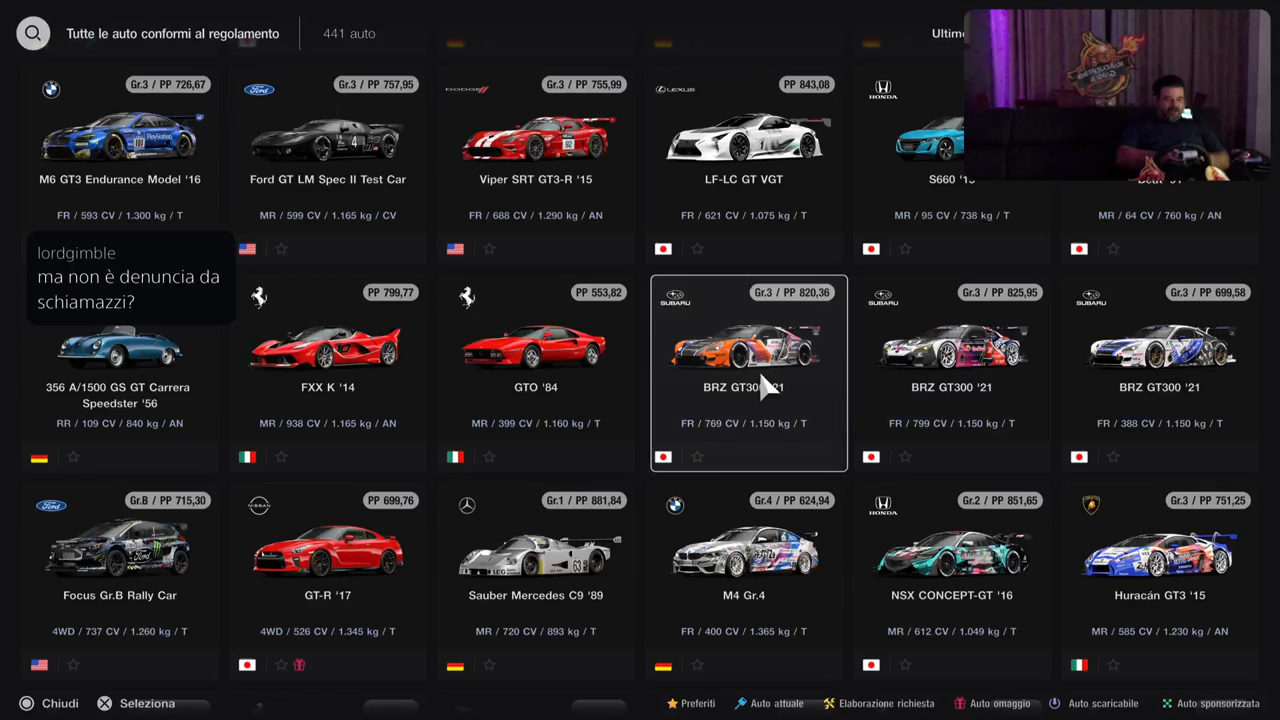 Tutte le auto conformi al regolamento
441 auto
Gr.3 / PP 726,67
Gr.3 / PP 757,95
DODGE
Gr.3 / PP 755,99
LEXUS
PP 843,08
HONDA
M6 GT3 Endurance Model '16
Ford GT LM Spec II Test Car
Viper SRT GT3-R '15
LF-LC GT VGT
FR / 593 CV / 1.300 kg / T
MR / 599 CV / 1.165 kg / CV
FR / 688 CV / 1.290 kg / AN
FR / 621 CV / 1.075 kg / T
MR / 95 CV / 738 kg / T
MR / 64 CV / 760 kg / AN
lordgimble
ma non è denuncia da
schiamazzi?
PP 799,77
PP 553,82
SUBARU
Gr.3 / PP 820,36
SUBARU
Gr.3 / PP 825,95
SUBARU
Gr.3 / PP 699,58
356 A/1500 GS GT Carrera
Speedster '56
FXX K '14
GTO '84
BRZ GT300 '21
BRZ GT300 '21
BRZ GT300 '21
RR / 109 CV / 840 kg / AN
MR / 938 CV / 1.165 kg / AN
MR / 399 CV / 1.160 kg / T
FR / 769 CV / 1.150 kg / T
FR / 799 CV / 1.150 kg / T
FR / 388 CV / 1.150 kg / T
Ford
Gr.B / PP 715,30
NISSAN
PP 699,76
Gr.1 / PP 881,84
Gr.4 / PP 624,94
HONDA
Gr.2 / PP 851,65
Gr.3 / PP 751,25
Focus Gr.B Rally Car
GT-R '17
Sauber Mercedes C9 '89
M4 Gr.4
NSX CONCEPT-GT '16
Huracán GT3 '15
4WD / 737 CV / 1.260 kg / T
4WD / 526 CV / 1.345 kg / T
MR / 720 CV / 893 kg / T
FR / 400 CV / 1.365 kg / T
MR / 612 CV / 1.049 kg / T
MR / 585 CV / 1.230 kg / AN
Chiudi
Seleziona
Preferiti
Auto attuale
Elaborazione richiesta
Auto omaggio
Auto scaricabile
Auto sponsorizzata